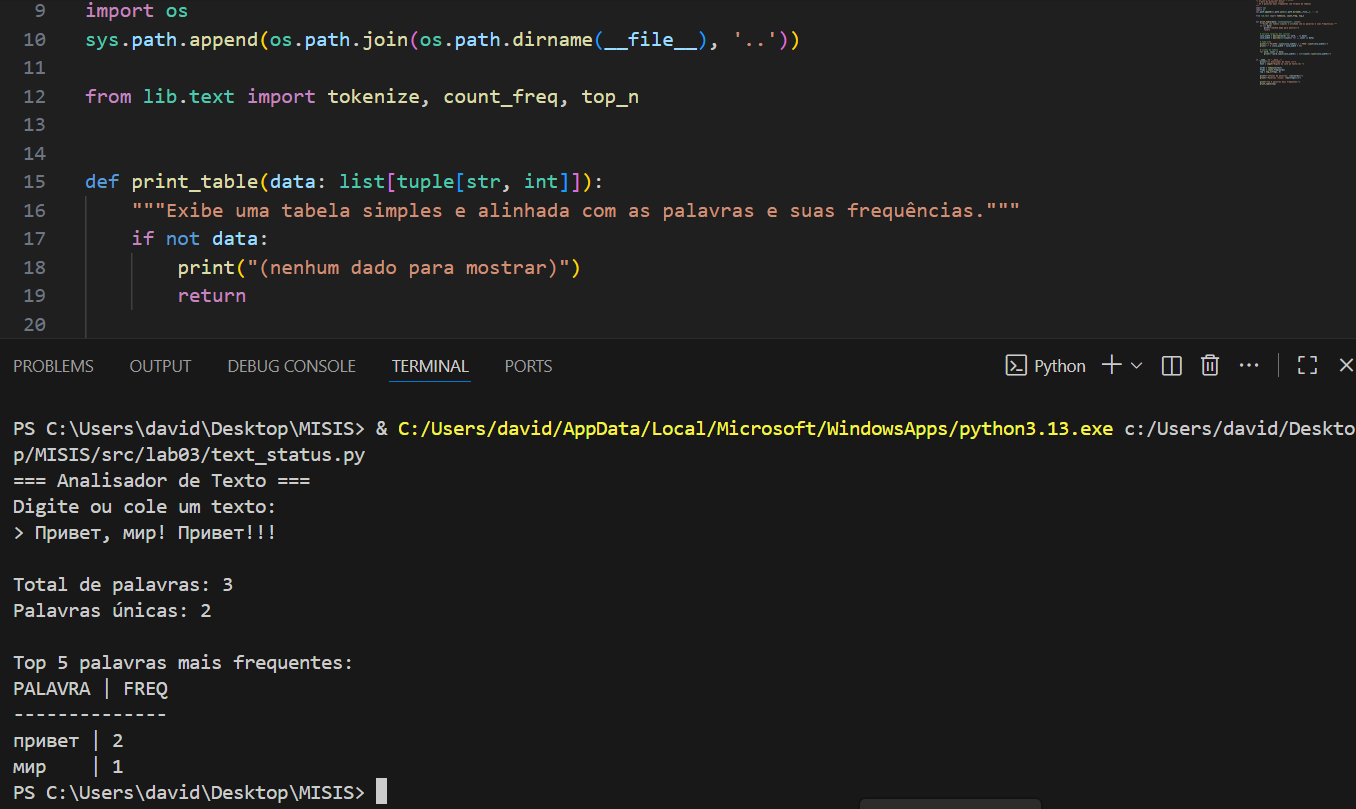 9 import os
10 sys.path.append(os.path.join(os.path.dirname(__file__), '..'))
11
12 from lib.text import tokenize, count_freq, top_n
13
14
15 def print_table(data: list[tuple[str, int]]):
16 """Exibe uma tabela simples e alinhada com as palavras e suas frequências."""
17 if not data:
18 print("(nenhum dado para mostrar)")
19 return
20
PROBLEMS OUTPUT DEBUG CONSOLE TERMINAL PORTS Python
PS C:\Users\david\Desktop\MISIS> & C:/Users/david/AppData/Local/Microsoft/WindowsApps/python3.13.exe c:/Users/david/Deskto
p/MISIS/src/lab03/text_status.py
=== Analisador de Texto ===
Digite ou cole um texto:
> Привет, мир! Привет!!!
Total de palavras: 3
Palavras únicas: 2
Top 5 palavras mais frequentes:
PALAVRA | FREQ
--------------
привет | 2
мир    | 1
PS C:\Users\david\Desktop\MISIS>